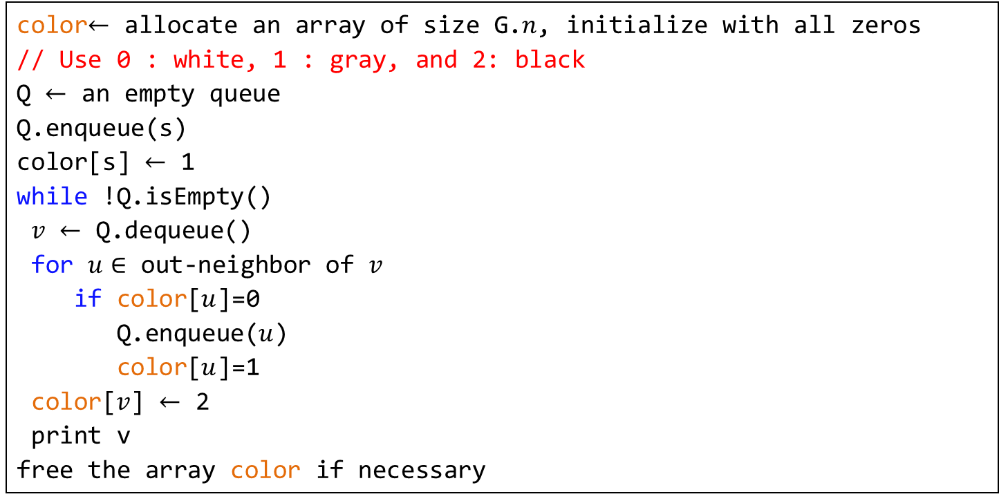 color← allocate an array of size G.n, initialize with all zeros
// Use 0 : white, 1 : gray, and 2: black
Q ← an empty queue
Q.enqueue(s)
color[s] ← 1
while !Q.isEmpty()
v ← Q.dequeue()
for u ∈ out-neighbor of v
if color[u]=0
Q.enqueue(u)
color[u]=1
color[v] ← 2
print v
free the array color if necessary